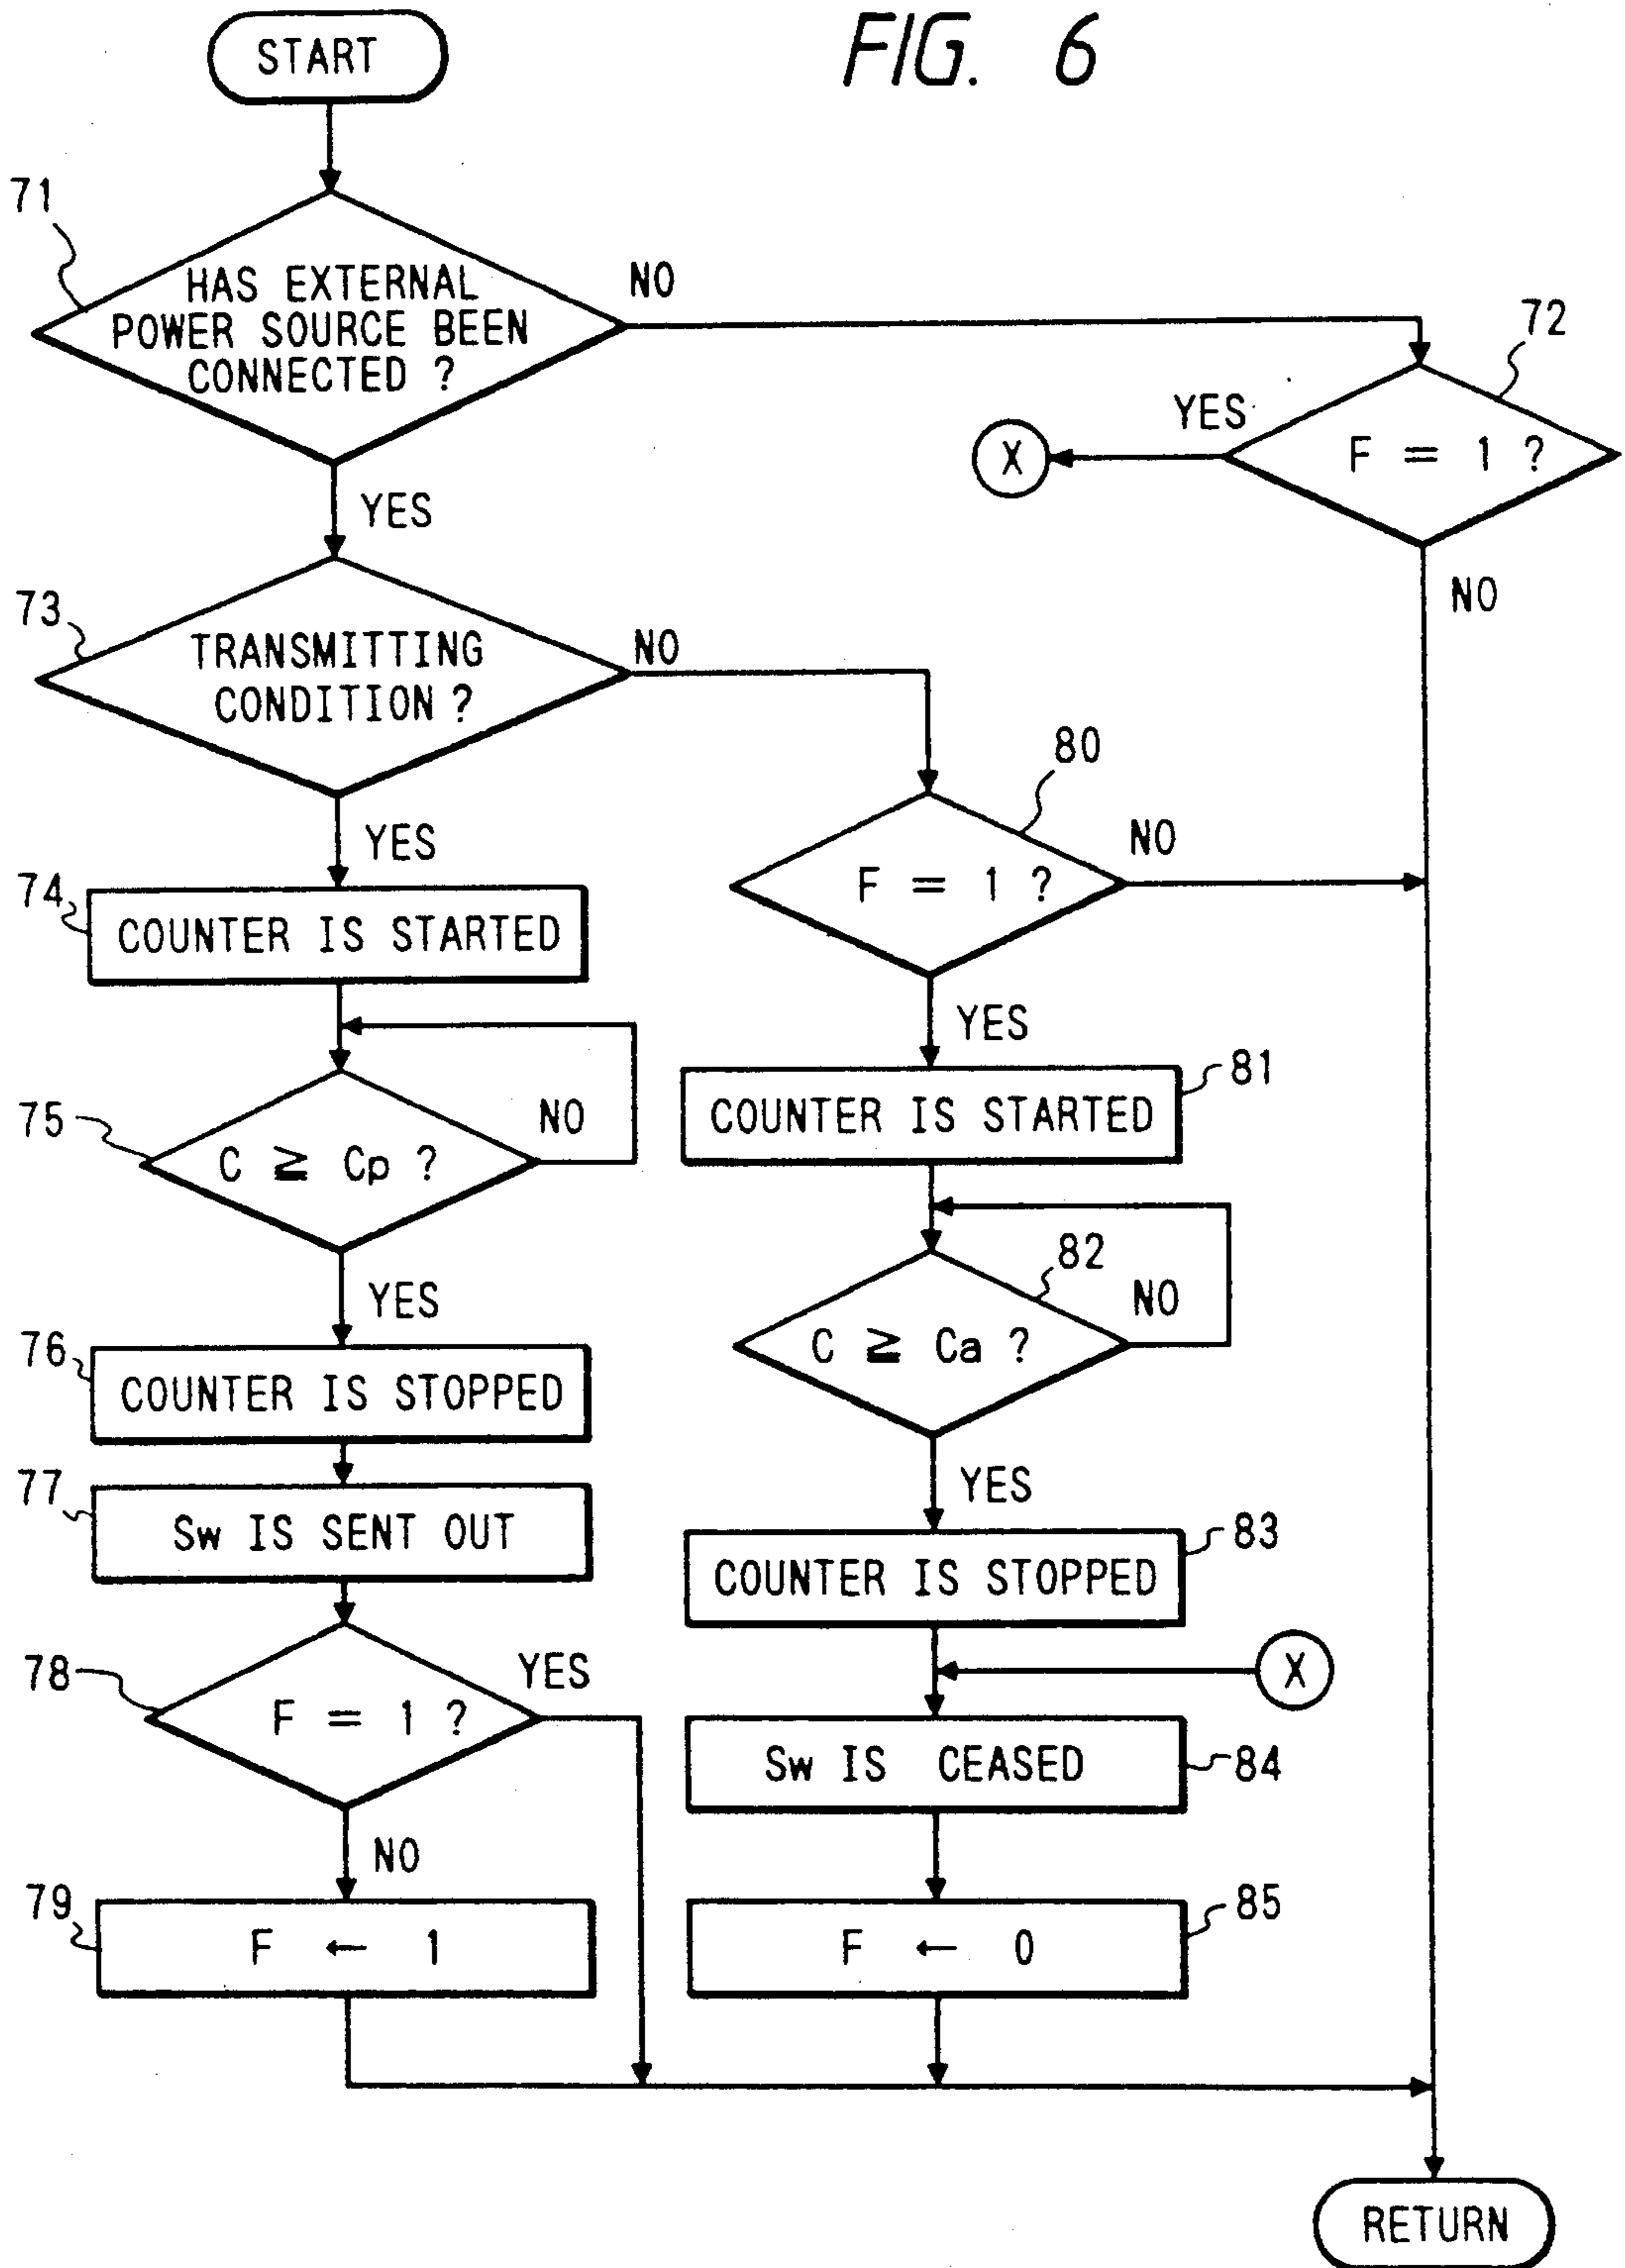 FIG. 6
START
71
HAS EXTERNAL
POWER SOURCE BEEN
CONNECTED ?
NO
YES
72
F = 1 ?
YES
X
NO
73
TRANSMITTING
CONDITION ?
NO
YES
80
F = 1 ?
NO
YES
74
COUNTER IS STARTED
81
COUNTER IS STARTED
75
C ≧ Cp ?
NO
YES
82
C ≧ Ca ?
NO
YES
76
COUNTER IS STOPPED
77
Sw IS SENT OUT
83
COUNTER IS STOPPED
X
78
F = 1 ?
YES
NO
84
Sw IS CEASED
79
F ← 1
85
F ← 0
RETURN